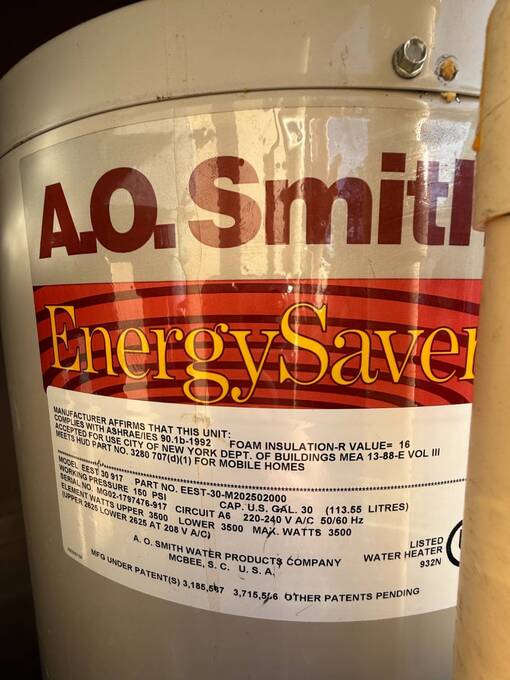 A.O. Smith
EnergySaver
MANUFACTURER AFFIRMS THAT THIS UNIT:
COMPLIES WITH ASHRAE/IES 90.1b-1992 FOAM INSULATION-R VALUE= 16
ACCEPTED FOR USE CITY OF NEW YORK DEPT. OF BUILDINGS MEA 13-88-E VOL III
MEETS HUD PART NO. 3280 707(d)(1) FOR MOBILE HOMES
MODEL EEST 30 917 PART NO. EEST-30-M202502000
WORKING PRESSURE 150 PSI CAP. U.S. GAL. 30 (113.55 LITRES)
SERIAL NO. MG02-1797476-917 CIRCUIT A6 220-240 V A/C 50/60 Hz
ELEMENT WATTS UPPER 3500 LOWER 3500 MAX. WATTS 3500
(UPPER 2625 LOWER 2625 AT 208 V A/C)
A. O. SMITH WATER PRODUCTS COMPANY
MCBEE, S. C. U. S. A.
LISTED
WATER HEATER
932N
MFG UNDER PATENT(S) 3,185,567 3,715,566 OTHER PATENTS PENDING